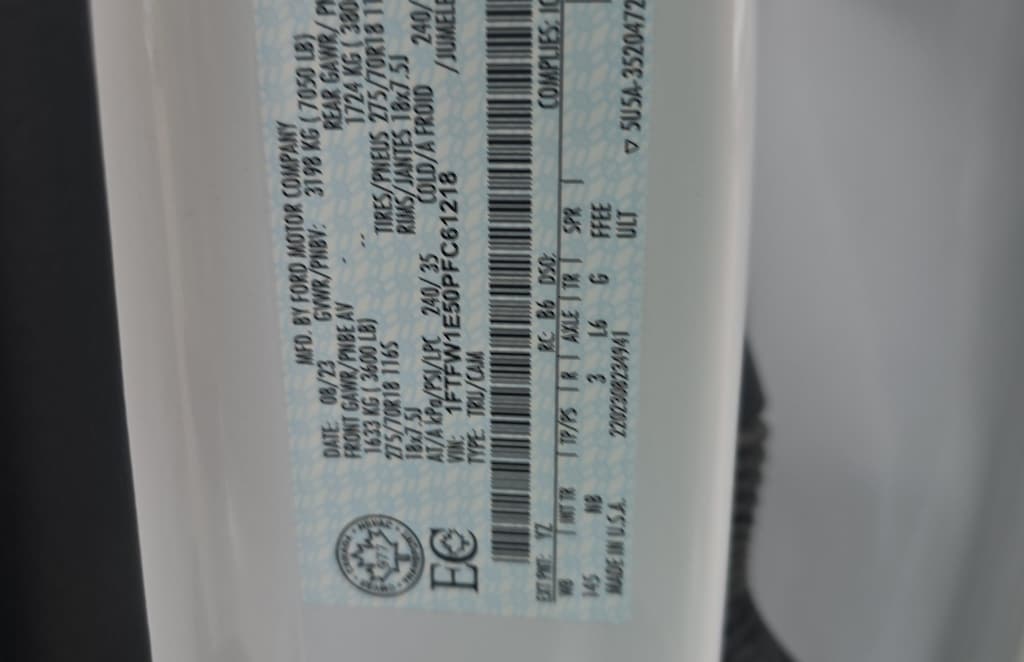 MFD. BY FORD MOTOR COMPANY
DATE: 08/23 GVWR/PNBV: 3198 KG ( 7050 LB)
FRONT GAWR/PNBE AV REAR GAWR/
1633 KG ( 3600 LB) 1724 KG (
275/70R18 116S TIRES/PNEUS 275/70R18
18x7.5J RIMS/JANTES 18x7.5J
AT/A kPa/PSI/LPC 240/ 35 COLD/A FROID 240/
VIN: 1FTFW1E50PFC61218
TYPE: TRU/CAM
EC
EXT PNT: YZ RC: B6 DSO: COMPLIES:
WB | INT TR | TP/PS | R | AXLE | TR | SPR |
145 NB 3 L6 G FFEE
MADE IN U.S.A. 220230823494941 ULT ▽ 5U5A-3520472